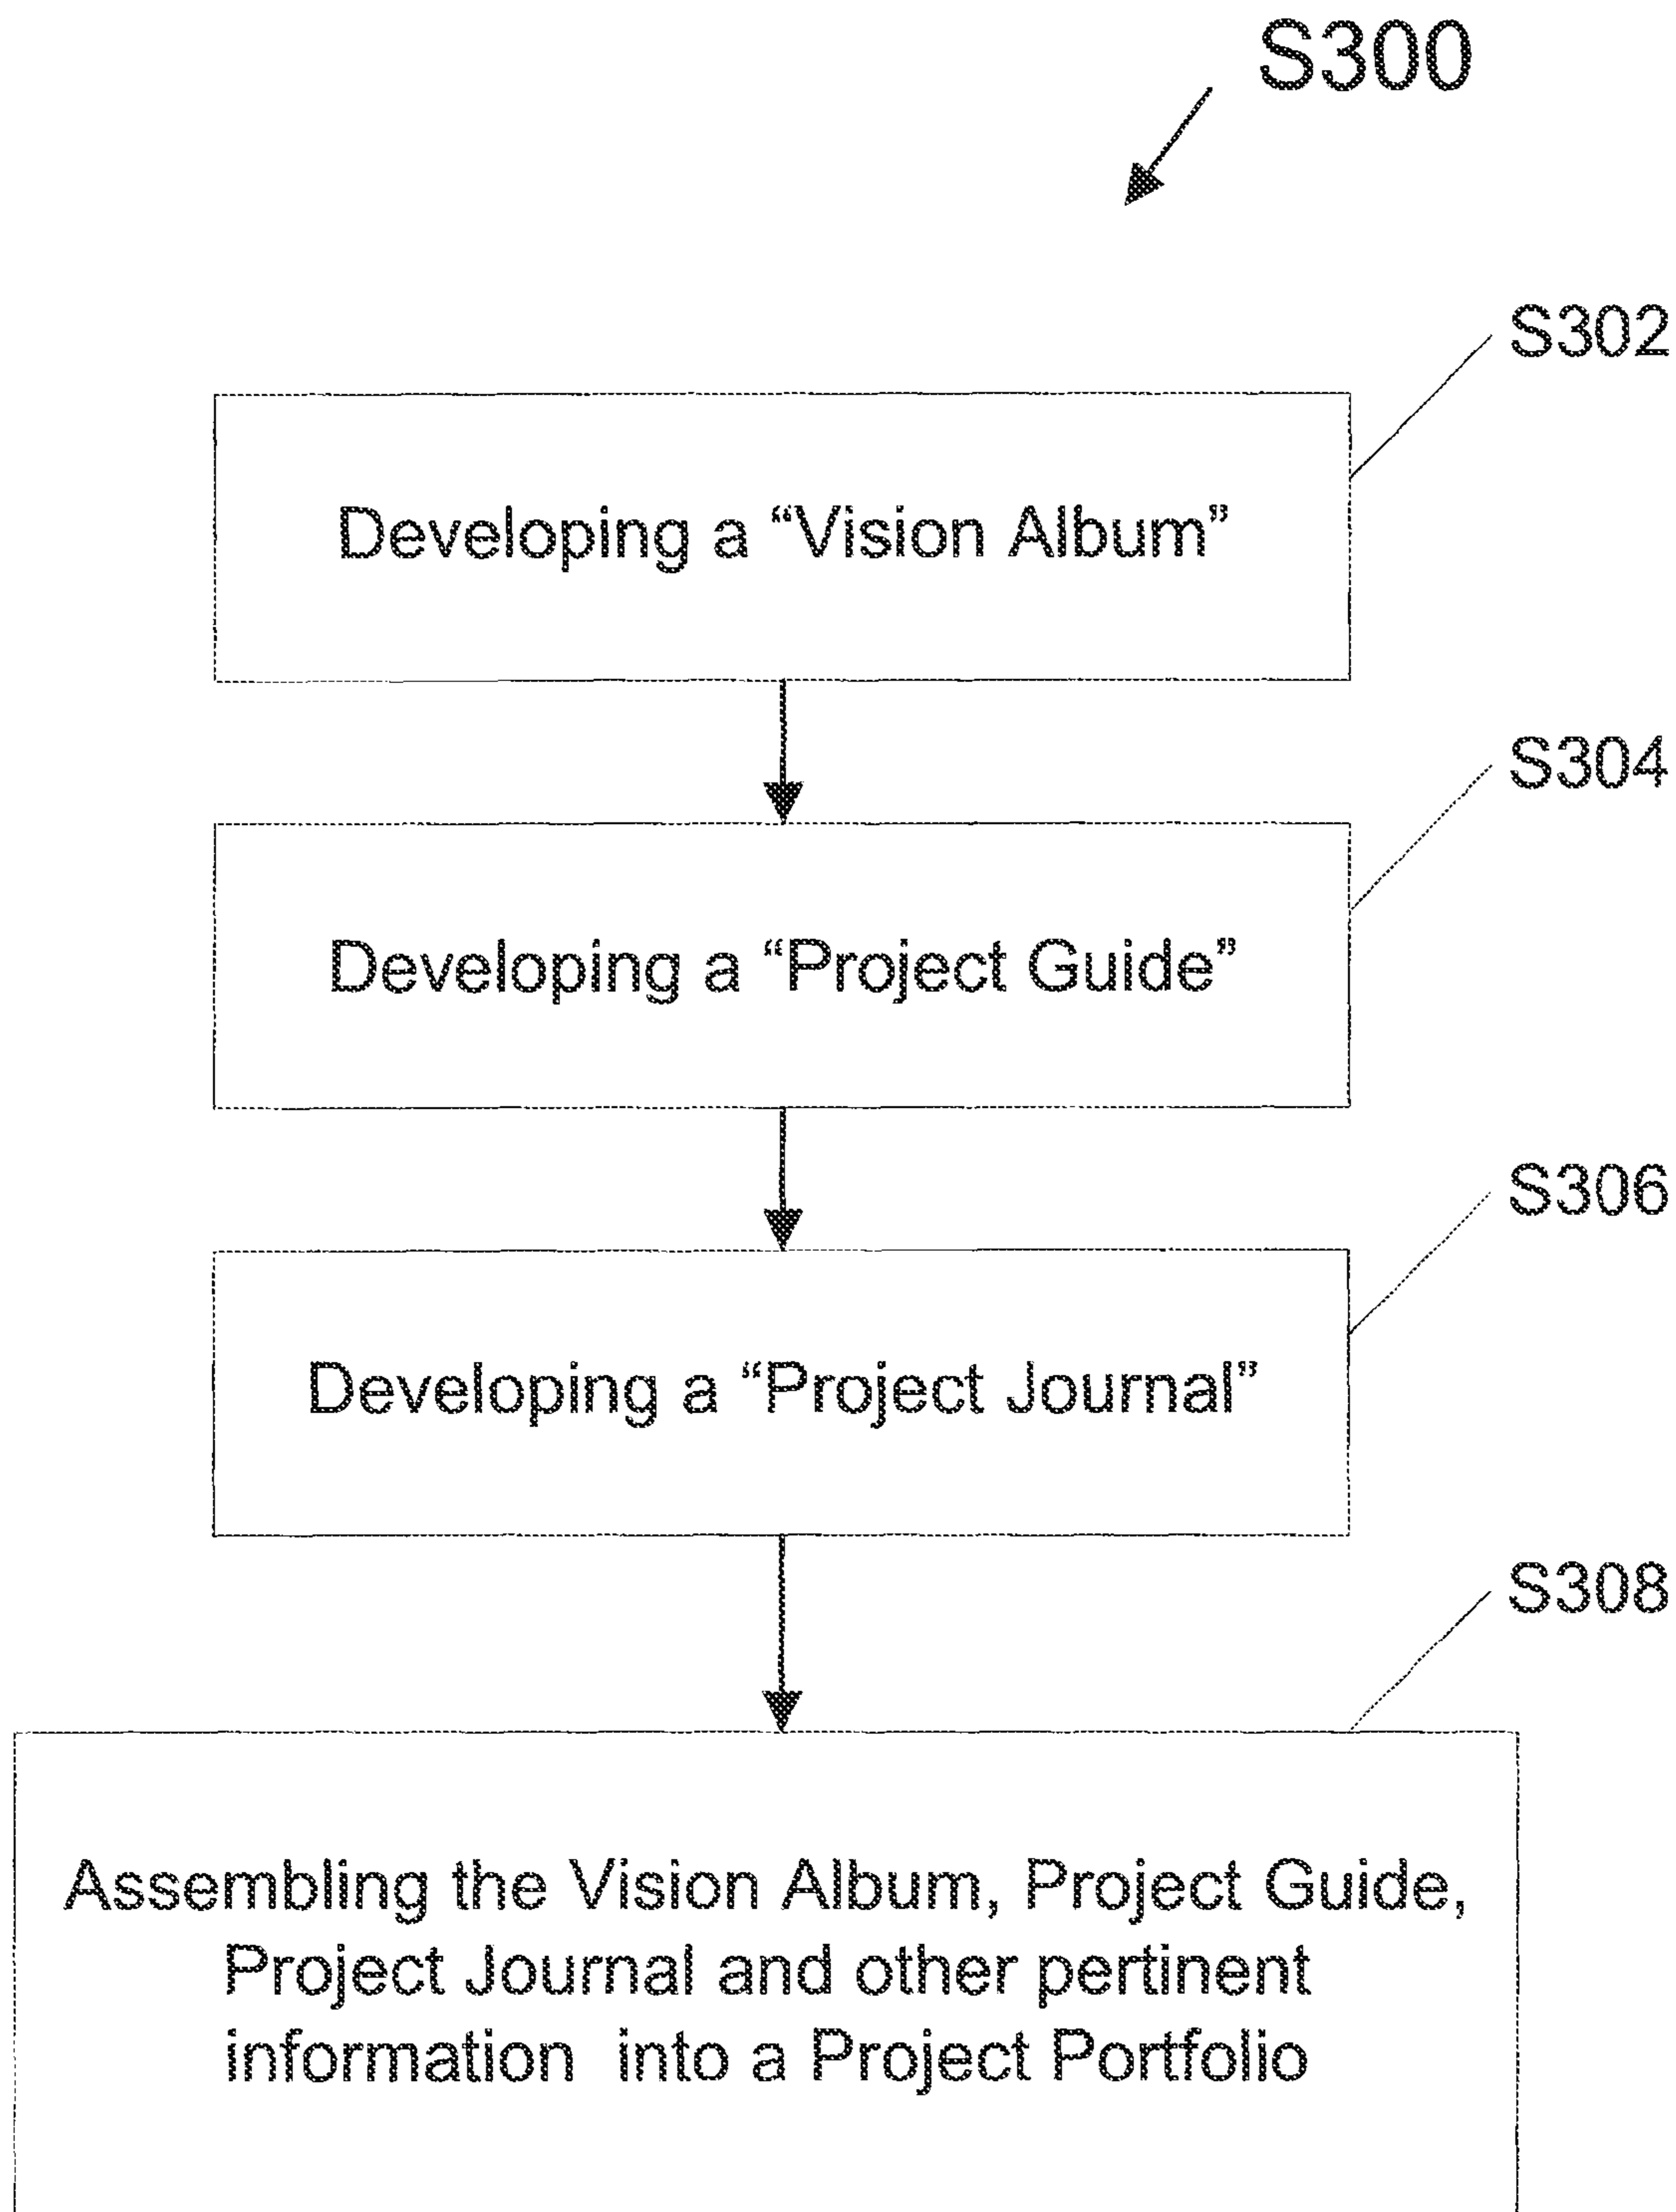 S300
S302
Developing a “Vision Album”
S304
Developing a “Project Guide”
S306
Developing a “Project Journal”
S308
Assembling the Vision Album, Project Guide,
Project Journal and other pertinent
information into a Project Portfolio